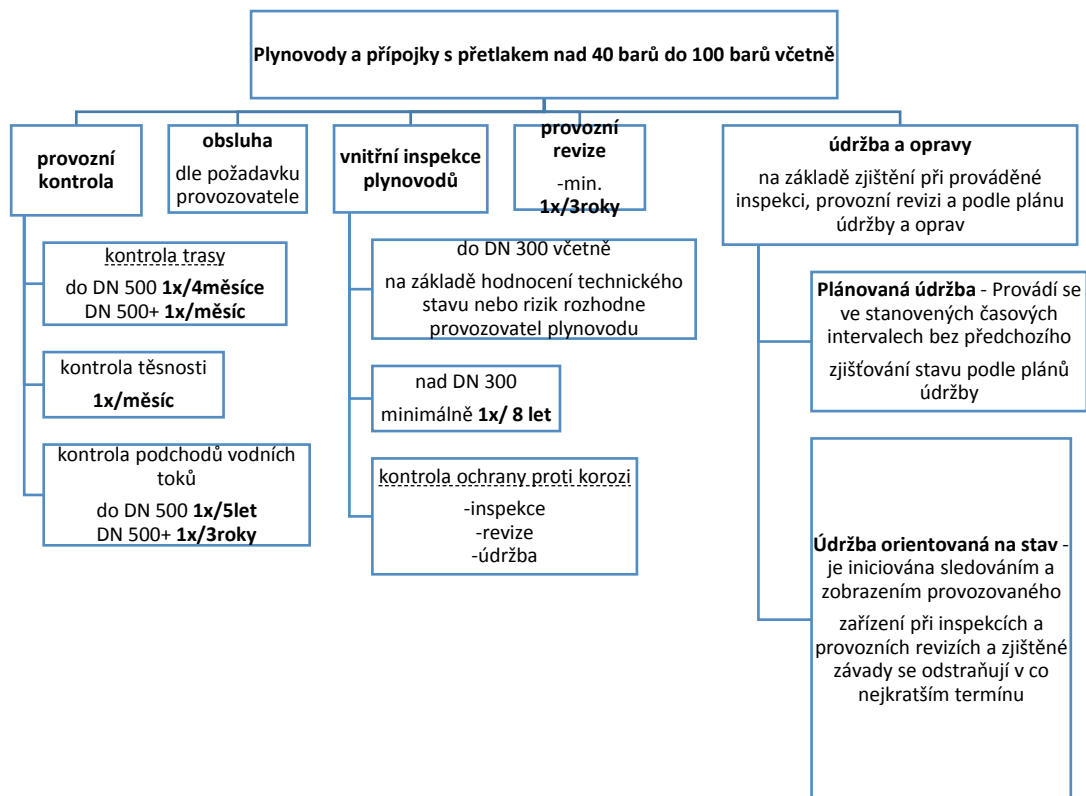 Plynovody a přípojky s přetlakem nad 40 barů do 100 barů včetně
provozní
kontrola
kontrola trasy
do DN 500 1x/4měsíce
DN 500+ 1x/měsíc
kontrola těsnosti
1x/měsíc
kontrola podchodů vodních
toků
do DN 500 1x/5let
DN 500+ 1x/3roky
obsluha
dle požadavku
provozovatele
vnitřní inspekce
plynovodů
do DN 300 včetně
na základě hodnocení technického
stavu nebo rizik rozhodne
provozovatel plynovodu
nad DN 300
minimálně 1x/ 8 let
kontrola ochrany proti korozi
-inspekce
-revize
-údržba
provozní
revize
-min.
1x/3roky
údržba a opravy
na základě zjištění při prováděné
inspekci, provozní revizi a podle plánu
údržby a oprav
Plánovaná údržba - Provádí se
ve stanovených časových
intervalech bez předchozího
zjišťování stavu podle plánů
údržby
Údržba orientovaná na stav -
je iniciována sledováním a
zobrazením provozovaného
zařízení při inspekcích a
provozních revizích a zjištěné
závady se odstraňují v co
nejkratším termínu